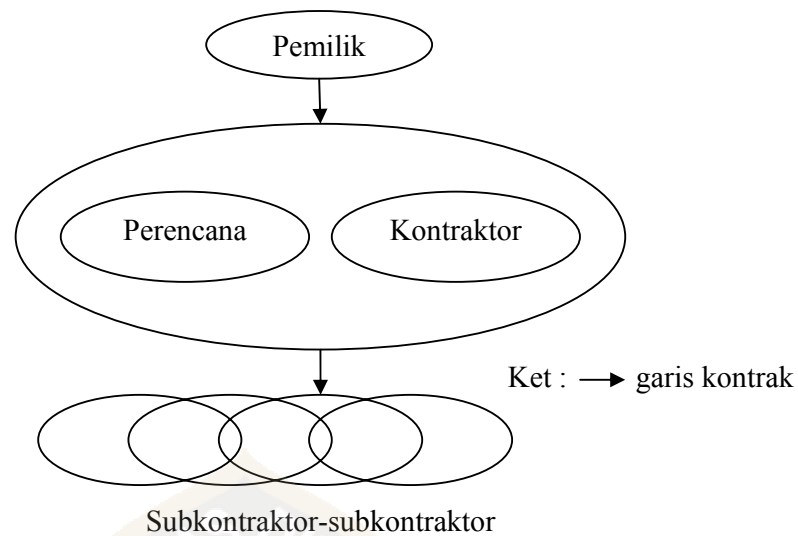 Pemilik
Perencana Kontraktor
Ket : → garis kontrak
Subkontraktor-subkontraktor